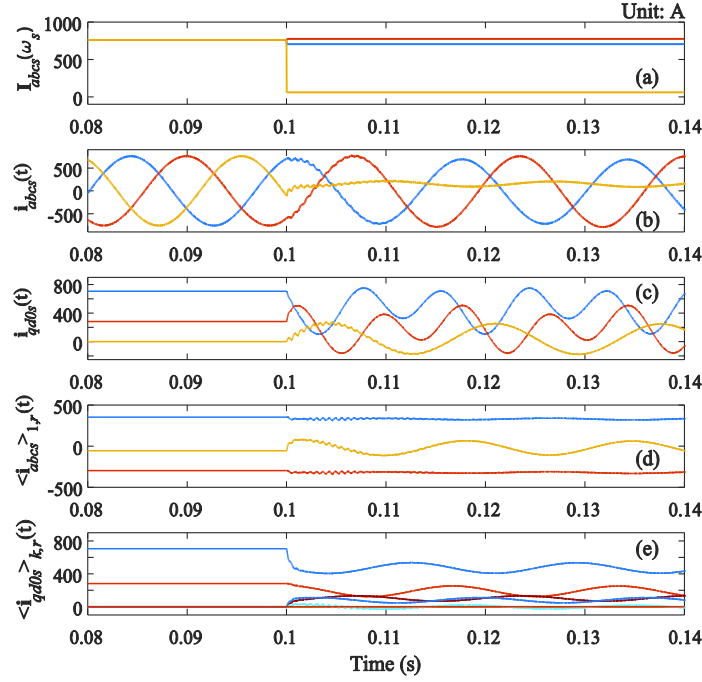 Unit: A
I_abcs(ω_s)
1000
500
0
(a)
0.08 0.09 0.1 0.11 0.12 0.13 0.14
i_abcs(t)
500
0
-500
(b)
0.08 0.09 0.1 0.11 0.12 0.13 0.14
i_qd0s(t)
800
400
0
(c)
0.08 0.09 0.1 0.11 0.12 0.13 0.14
<i_abcs>_1,r(t)
500
0
-500
(d)
0.08 0.09 0.1 0.11 0.12 0.13 0.14
<i_qd0s>_k,r(t)
800
400
0
(e)
0.08 0.09 0.1 0.11 0.12 0.13 0.14
Time (s)